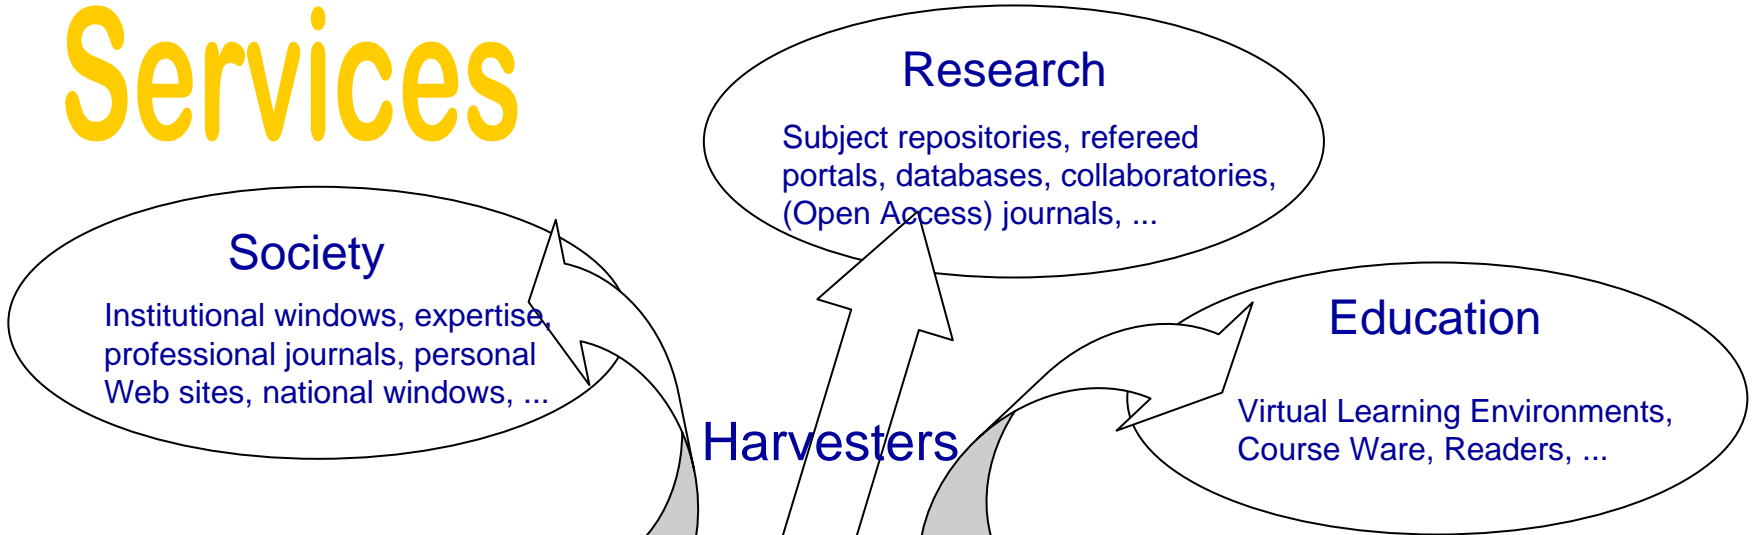 Services
Research
Subject repositories, refereed
portals, databases, collaboratories,
(Open Access) journals, ...
Society
Institutional windows, expertise,
professional journals, personal
Web sites, national windows, ...
Education
Virtual Learning Environments,
Course Ware, Readers, ...
Harvesters